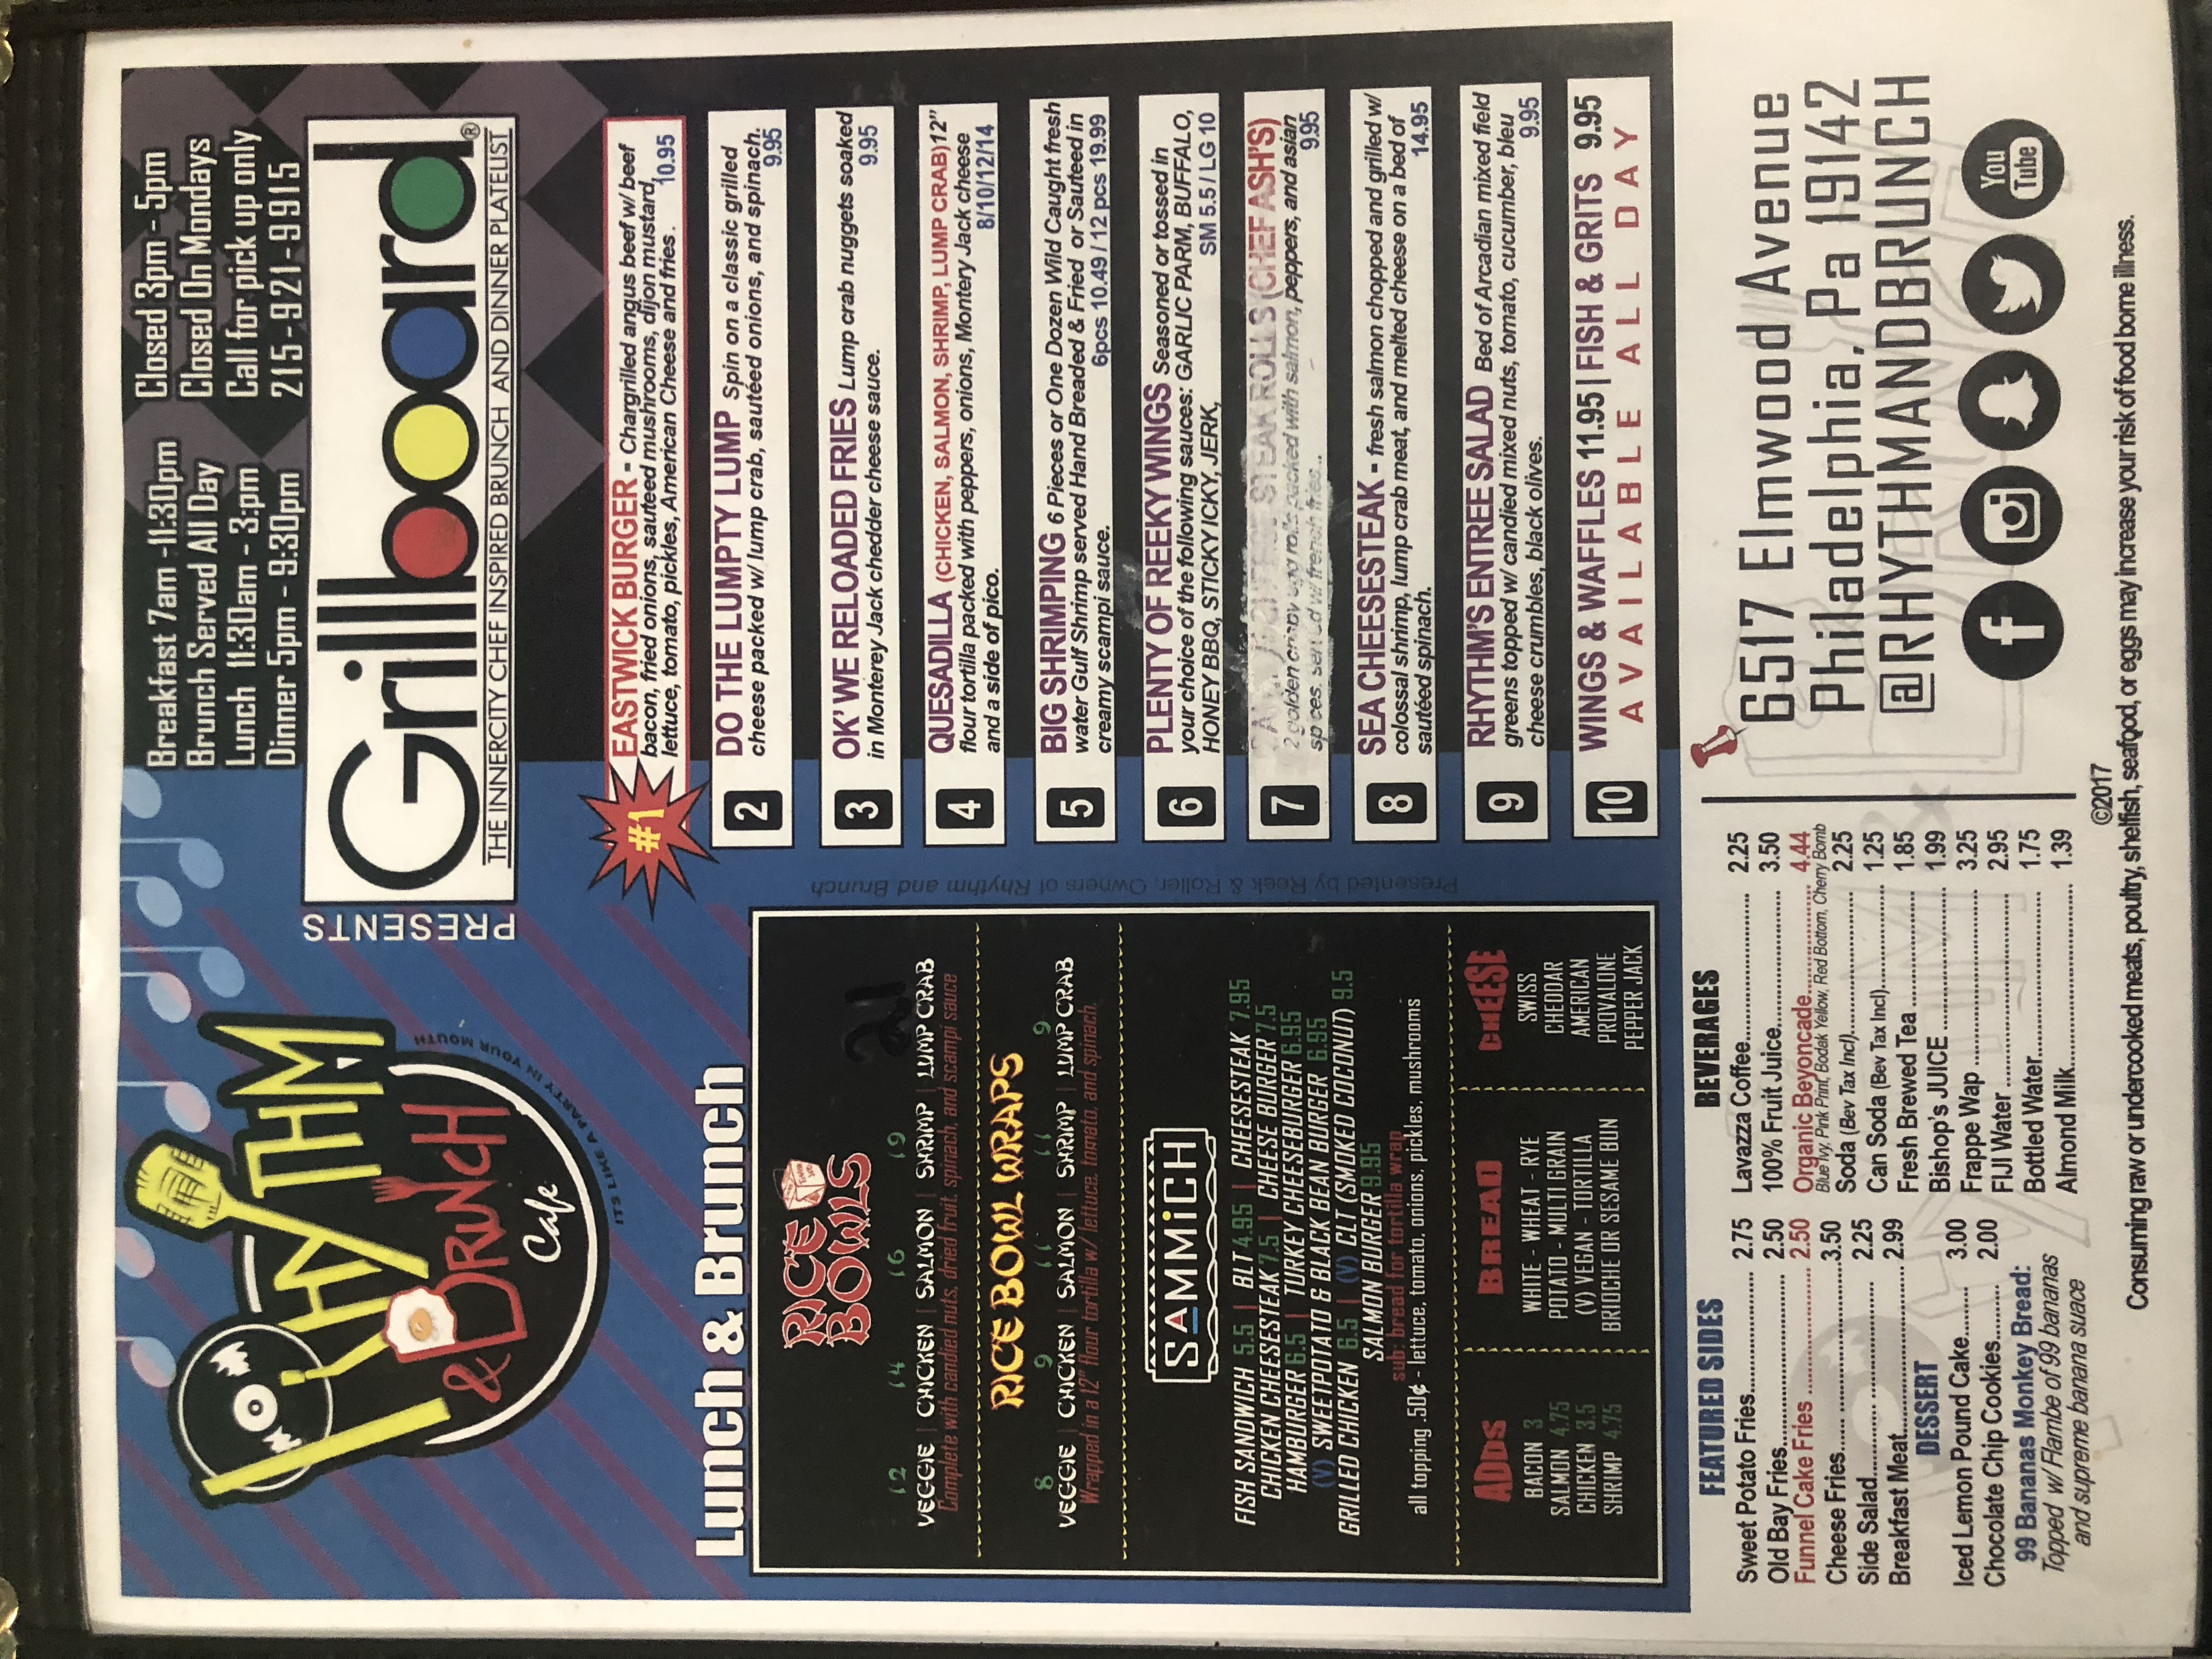 RHYTHM
& BRUNCH
Cafe
ITS LIKE A PARTY IN YOUR MOUTH
Breakfast 7am -11:30pm
Brunch Served All Day
Lunch 11:30am - 3:pm
Dinner 5pm - 9:30pm
Closed 3pm - 5pm
Closed On Mondays
Call for pick up only
215-921-9915
PRESENTS
Grillboard®
THE INNERCITY CHEF INSPIRED BRUNCH AND DINNER PLATELIST
Lunch & Brunch
RICE
BOWLS
21
12 14 16 19
VEGGIE | CHICKEN | SALMON | SHRIMP | LUMP CRAB
Complete with candied nuts, dried fruit, spinach, and scampi sauce
RICE BOWL WRAPS
8 9 11 11 9
VEGGIE | CHICKEN | SALMON | SHRIMP | LUMP CRAB
Wrapped in a 12" flour tortilla w/ lettuce, tomato, and spinach.
SAMMiCH
FISH SANDWICH 5.5 | BLT 4.95 | CHEESESTEAK 7.95
CHICKEN CHEESESTEAK 7.5 | CHEESE BURGER 7.5
HAMBURGER 6.5 | TURKEY CHEESEBURGER 6.95
(V) SWEETPOTATO & BLACK BEAN BURGER 6.95
GRILLED CHICKEN 6.5 | (V) CLT (SMOKED COCONUT) 9.5
SALMON BURGER 9.95
sub: bread for tortilla wrap
all topping .50¢ - lettuce, tomato, onions, pickles, mushrooms
ADDS
BACON 3
SALMON 4.75
CHICKEN 3.5
SHRIMP 4.75
BREAD
WHITE - WHEAT - RYE
POTATO - MULTI GRAIN
(V) VEGAN - TORTILLA
BRIOCHE OR SESAME BUN
CHEESE
SWISS
CHEDDAR
AMERICAN
PROVALONE
PEPPER JACK
Presented by Reek & Roller, Owners of Rhythm and Brunch
#1
EASTWICK BURGER - Chargrilled angus beef w/ beef
bacon, fried onions, sauteed mushrooms, dijon mustard,
lettuce, tomato, pickles, American Cheese and fries. 10.95
2
DO THE LUMPTY LUMP Spin on a classic grilled
cheese packed w/ lump crab, sautéed onions, and spinach.
9.95
3
OK' WE RELOADED FRIES Lump crab nuggets soaked
in Monterey Jack chedder cheese sauce. 9.95
4
QUESADILLA (CHICKEN, SALMON, SHRIMP, LUMP CRAB)12"
flour tortilla packed with peppers, onions, Montery Jack cheese
and a side of pico. 8/10/12/14
5
BIG SHRIMPING 6 Pieces or One Dozen Wild Caught fresh
water Gulf Shrimp served Hand Breaded & Fried or Sauteed in
creamy scampi sauce. 6pcs 10.49 / 12 pcs 19.99
6
PLENTY OF REEKY WINGS Seasoned or tossed in
your choice of the following sauces: GARLIC PARM, BUFFALO,
HONEY BBQ, STICKY ICKY, JERK, SM 5.5 / LG 10
7
STEAK ROLLS (CHEF ASH'S)
2 golden crispy egg rolls packed with salmon, peppers, and asian
spices. served w/ french fries... 9.95
8
SEA CHEESESTEAK - fresh salmon chopped and grilled w/
colossal shrimp, lump crab meat, and melted cheese on a bed of
sautéed spinach. 14.95
9
RHYTHM'S ENTREE SALAD Bed of Arcadian mixed field
greens topped w/ candied mixed nuts, tomato, cucumber, bleu
cheese crumbles, black olives. 9.95
10
WINGS & WAFFLES 11.95 | FISH & GRITS 9.95
AVAILABLE ALL DAY
FEATURED SIDES
Sweet Potato Fries...................... 2.75
Old Bay Fries............................... 2.50
Funnel Cake Fries ....................... 2.50
Cheese Fries...... ...........................3.50
Side Salad............ ..................... 2.25
Breakfast Meat............................. 2.99
DESSERT
Iced Lemon Pound Cake......... 3.00
Chocolate Chip Cookies.......... 2.00
99 Bananas Monkey Bread:
Topped w/ Flambe of 99 bananas
and supreme banana suace
BEVERAGES
Lavazza Coffee........................... 2.25
100% Fruit Juice......................... 3.50
Organic Beyoncade.................... 4.44
Blue Ivy, Pink Print, Bodak Yellow, Red Bottom, Cherry Bomb
Soda (Bev Tax Incl).......................... 2.25
Can Soda (Bev Tax Incl)................... 1.25
Fresh Brewed Tea ..................... 1.85
Bishop's JUICE .......................... 1.99
Frappe Wap ................................ 3.25
FIJI Water ................................... 2.95
Bottled Water.............................. 1.75
Almond Milk................................. 1.39
6517 Elmwood Avenue
Philadelphia, Pa 19142
@RHYTHMANDBRUNCH
You
Tube
©2017
Consuming raw or undercooked meats, poultry, shelfish, seafood, or eggs may increase your risk of food borne illness.